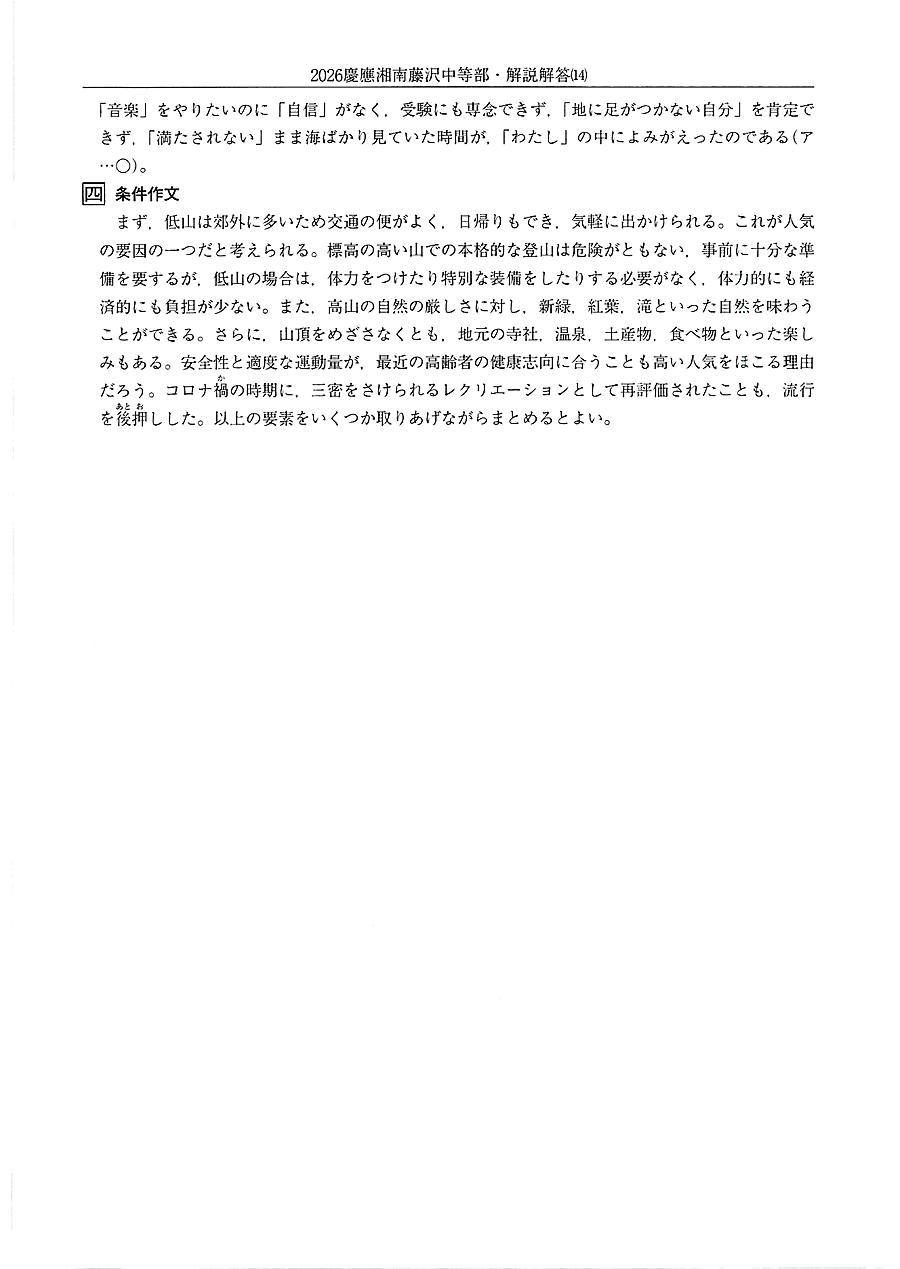 2026慶應湘南藤沢中等部・解説解答⒁
「音楽」をやりたいのに「自信」がなく，受験にも専念できず，「地に足がつかない自分」を肯定で
きず，「満たされない」まま海ばかり見ていた時間が，「わたし」の中によみがえったのである(ア
…〇)。
四 条件作文
まず，低山は郊外に多いため交通の便がよく，日帰りもでき，気軽に出かけられる。これが人気
の要因の一つだと考えられる。標高の高い山での本格的な登山は危険がともない，事前に十分な準
備を要するが，低山の場合は，体力をつけたり特別な装備をしたりする必要がなく，体力的にも経
済的にも負担が少ない。また，高山の自然の厳しさに対し，新緑，紅葉，滝といった自然を味わう
ことができる。さらに，山頂をめざさなくとも，地元の寺社，温泉，土産物，食べ物といった楽し
みもある。安全性と適度な運動量が，最近の高齢者の健康志向に合うことも高い人気をほこる理由
か
だろう。コロナ禍の時期に，三密をさけられるレクリエーションとして再評価されたことも，流行
あと お
を後押しした。以上の要素をいくつか取りあげながらまとめるとよい。